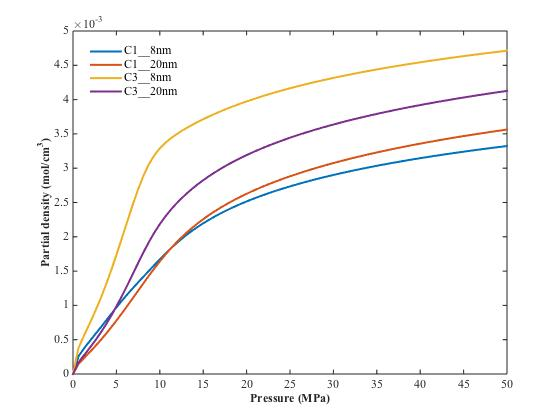 ×10⁻³
5
4.5
4
3.5
3
2.5
2
1.5
1
0.5
0
Partial density (mol/cm³)
C1__8nm
C1__20nm
C3__8nm
C3__20nm
0 5 10 15 20 25 30 35 40 45 50
Pressure (MPa)